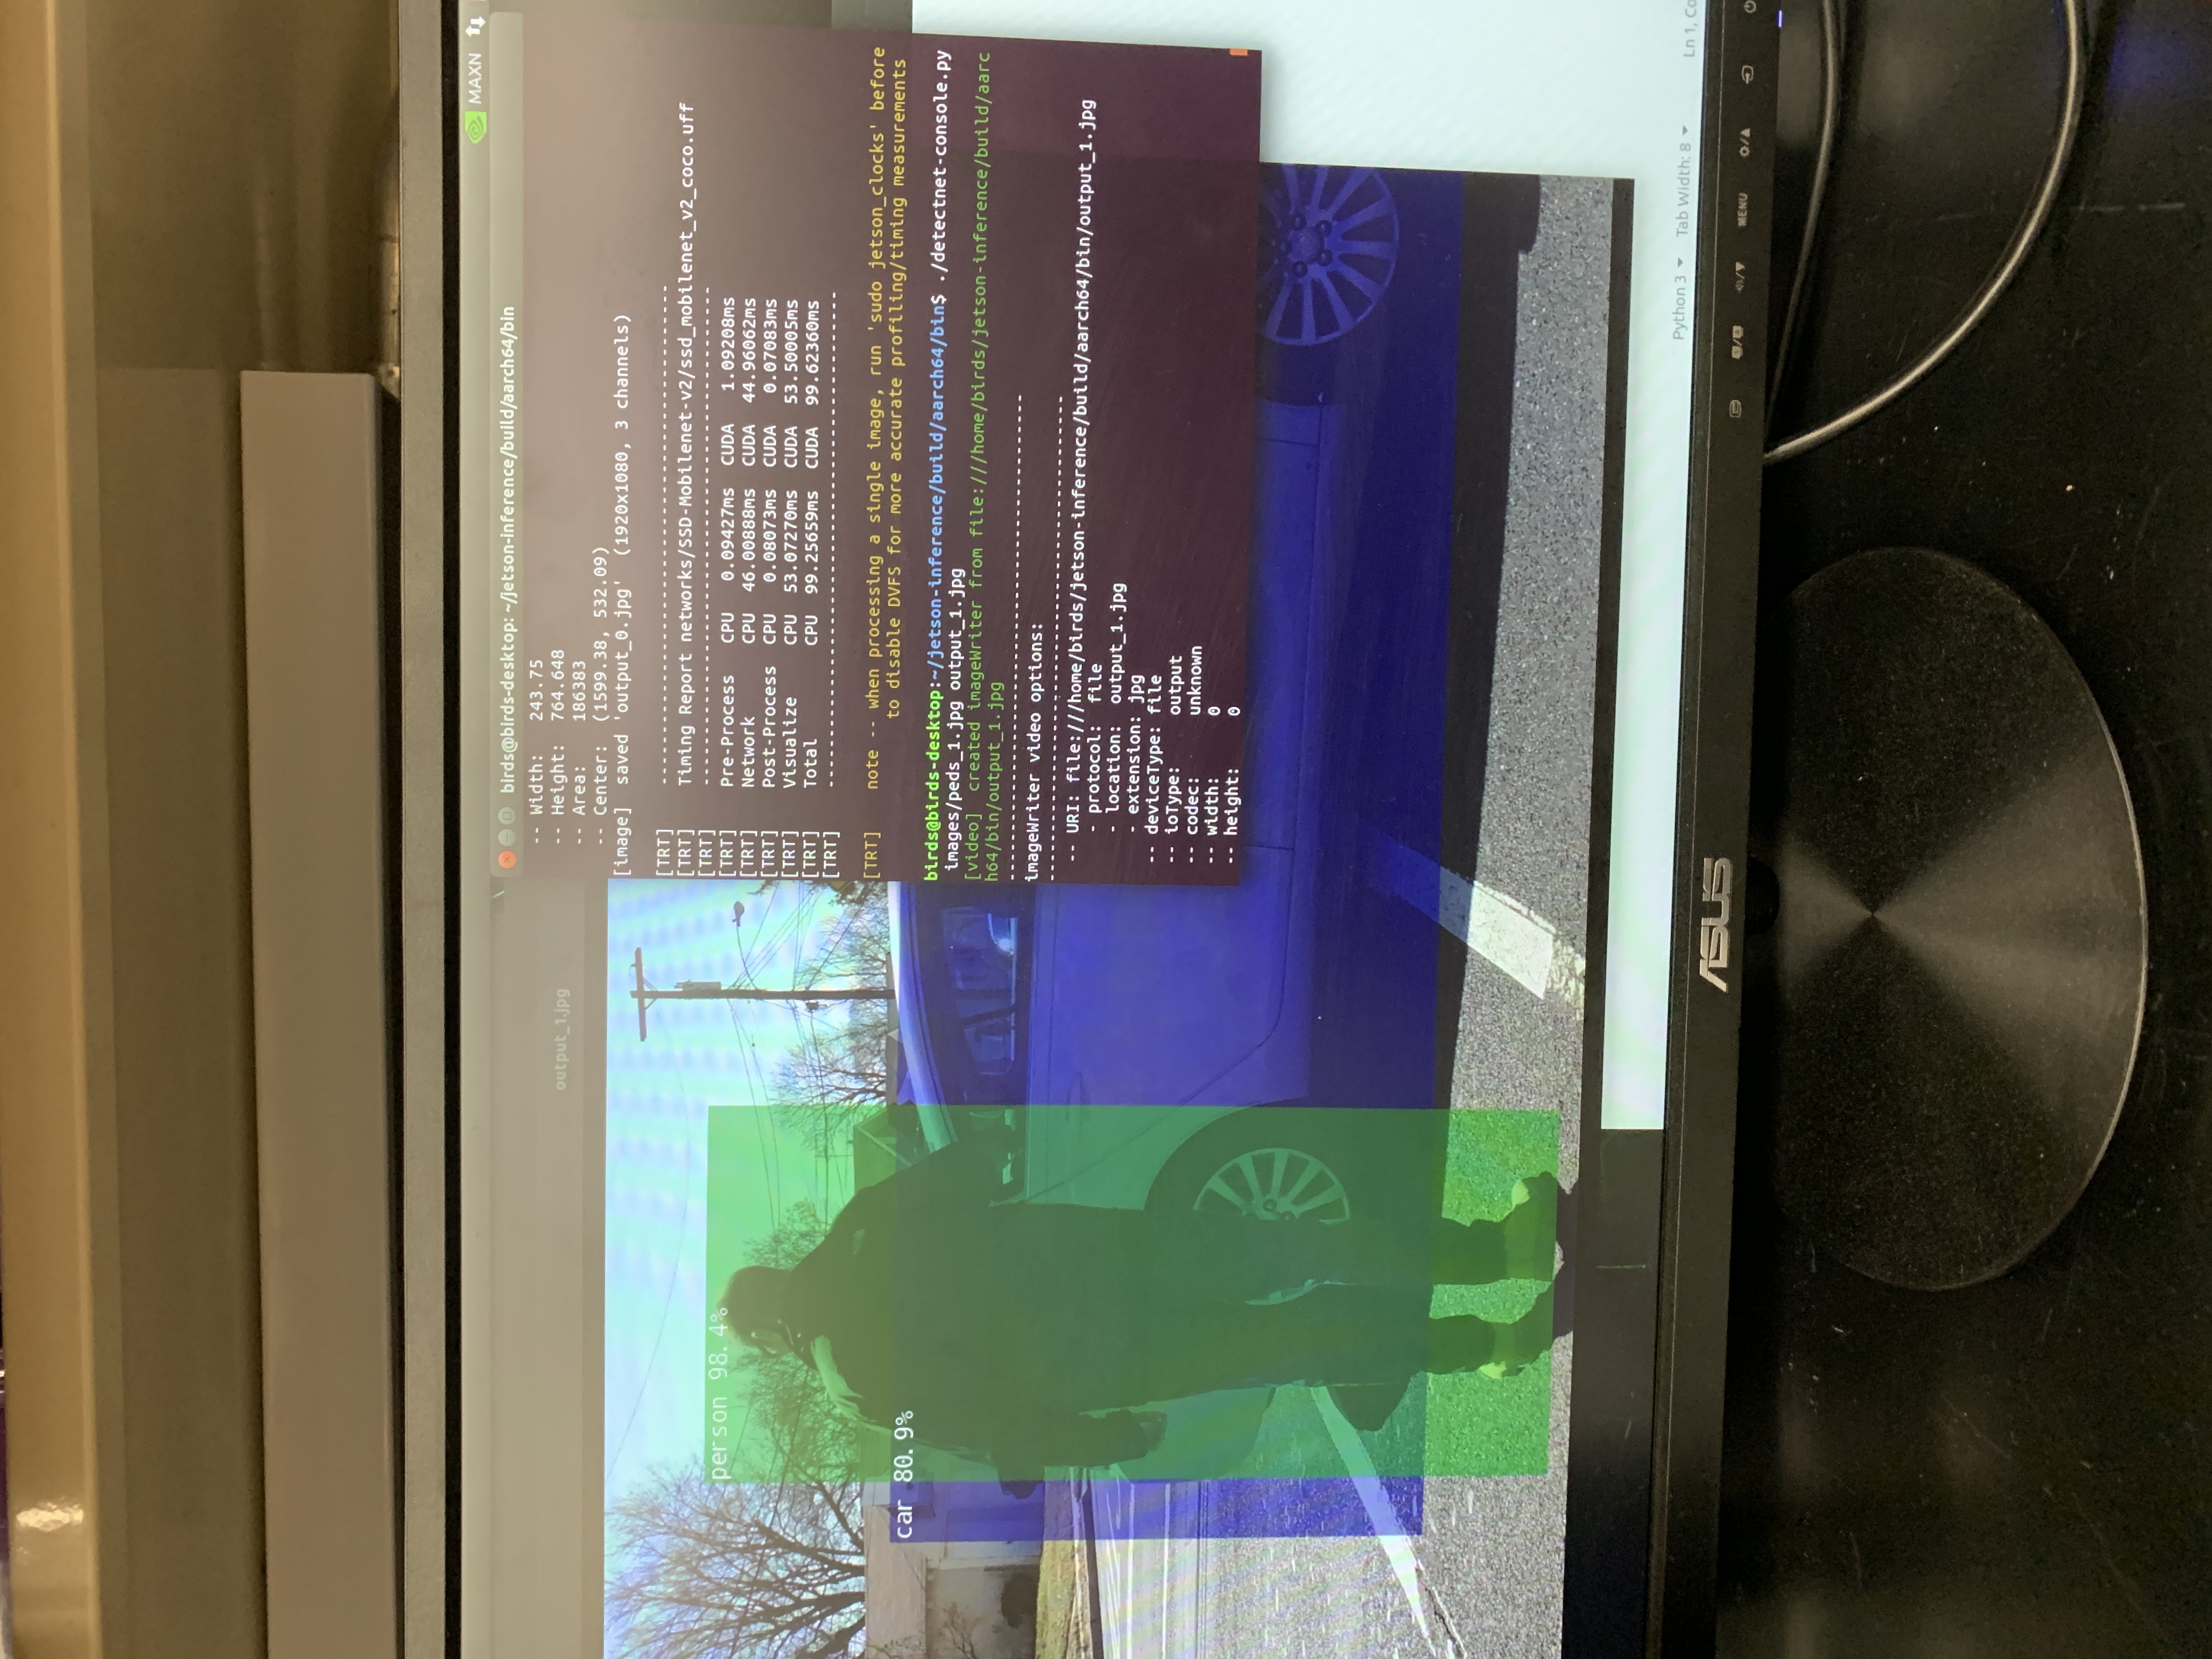 MAXN
birds@birds-desktop: ~/jetson-inference/build/aarch64/bin
-- Width: 243.75
-- Height: 764.648
-- Area: 186383
-- Center: (1599.38, 532.09)
[image] saved 'output_0.jpg' (1920x1080, 3 channels)
[TRT] ------------------------------------------------
[TRT] Timing Report networks/SSD-Mobilenet-v2/ssd_mobilenet_v2_coco.uff
[TRT] ------------------------------------------------
[TRT] Pre-Process CPU 0.09427ms CUDA 1.09208ms
[TRT] Network CPU 46.00888ms CUDA 44.96062ms
[TRT] Post-Process CPU 0.08073ms CUDA 0.07083ms
[TRT] Visualize CPU 53.07270ms CUDA 53.50005ms
[TRT] Total CPU 99.25659ms CUDA 99.62360ms
[TRT] ------------------------------------------------
[TRT] note -- when processing a single image, run 'sudo jetson_clocks' before
to disable DVFS for more accurate profiling/timing measurements
birds@birds-desktop:~/jetson-inference/build/aarch64/bin$ ./detectnet-console.py
images/peds_1.jpg output_1.jpg
[video] created imageWriter from file:///home/birds/jetson-inference/build/aarc
h64/bin/output_1.jpg
------------------------------------------------
imageWriter video options:
------------------------------------------------
-- URI: file:///home/birds/jetson-inference/build/aarch64/bin/output_1.jpg
- protocol: file
- location: output_1.jpg
- extension: jpg
-- deviceType: file
-- ioType: output
-- codec: unknown
-- width: 0
-- height: 0
output_1.jpg
person 98.4%
car 80.9%
Python 3
Tab Width: 8
Ln 1, Co
ASUS
MENU